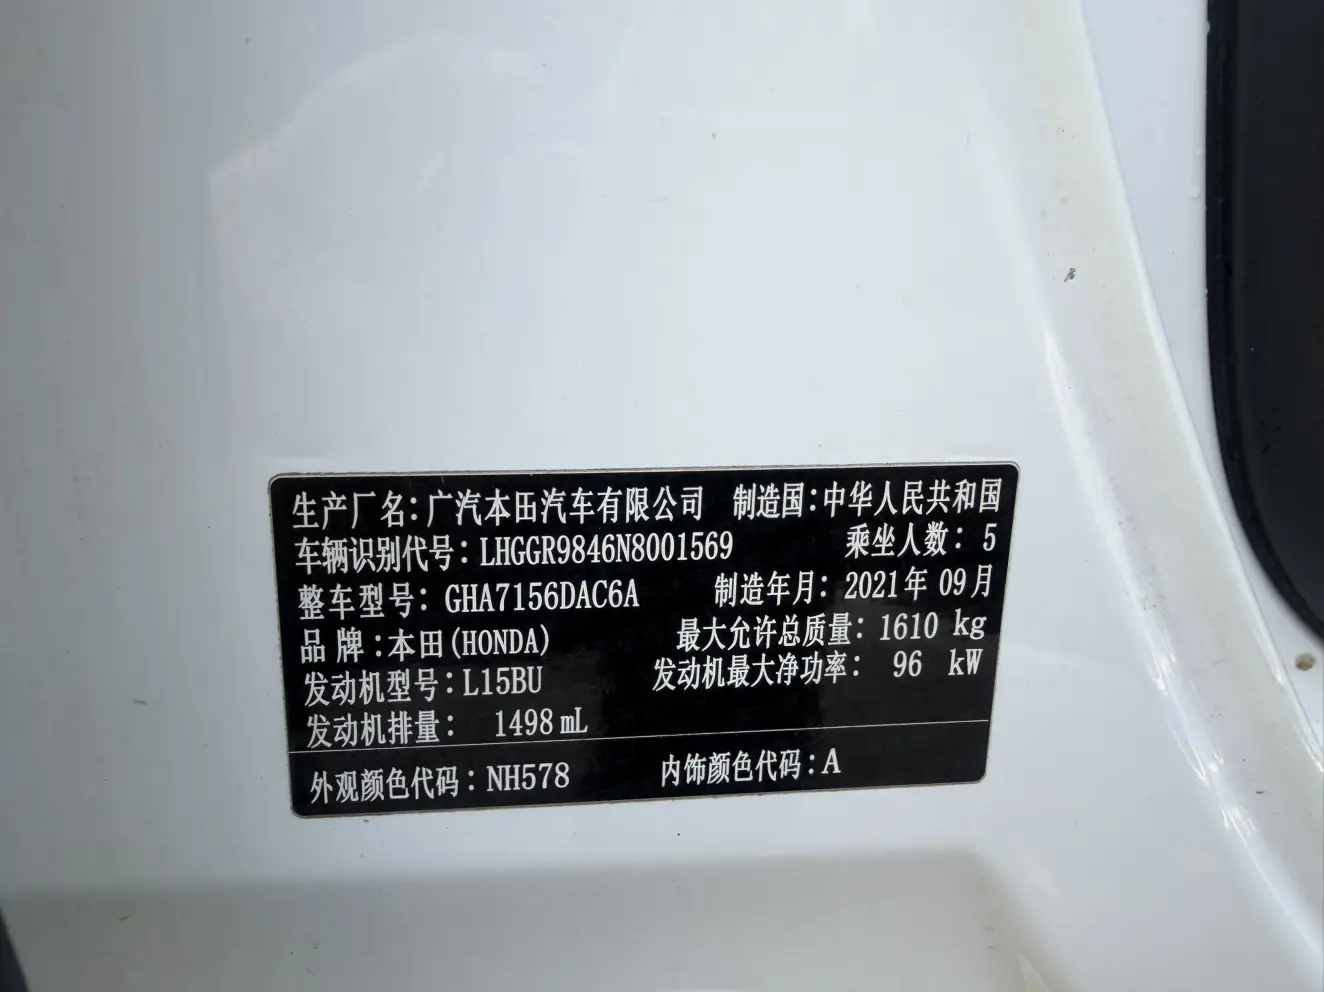 生产厂名:广汽本田汽车有限公司 制造国:中华人民共和国
车辆识别代号:LHGGR9846N8001569 乘坐人数:5
整车型号:GHA7156DAC6A 制造年月:2021年09月
品牌:本田(HONDA) 最大允许总质量:1610 kg
发动机型号:L15BU 发动机最大净功率:96 kW
发动机排量:1498mL
外观颜色代码:NH578 内饰颜色代码:A